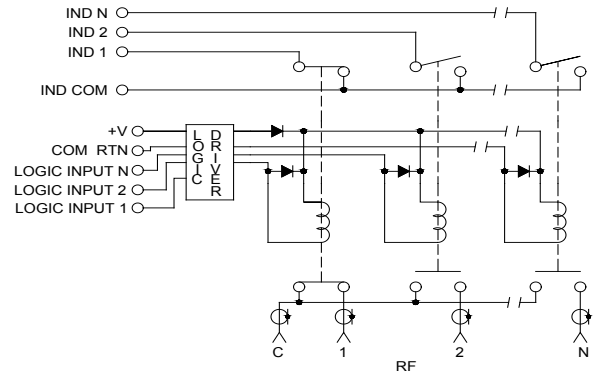 IND N
IND 2
IND 1
IND COM
+V
COM RTN
LOGIC INPUT N
LOGIC INPUT 2
LOGIC INPUT 1
LOGIC
DRIVER
C
1
2
N
RF